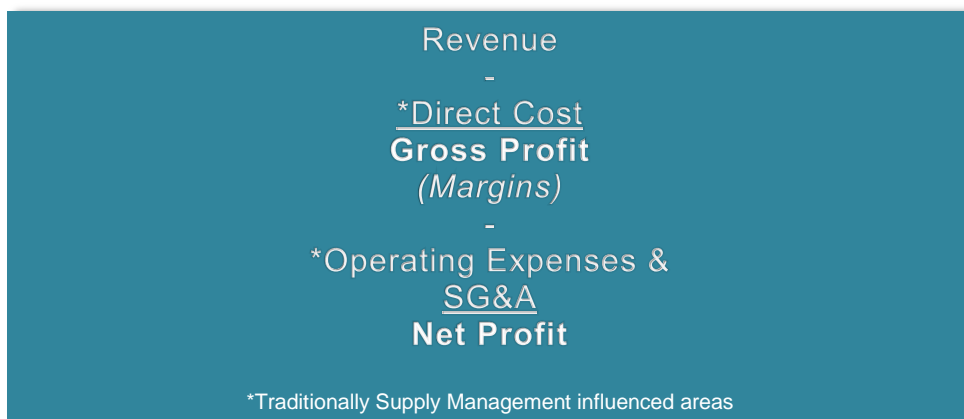 Revenue
-
*Direct Cost
Gross Profit
(Margins)
-
*Operating Expenses &
SG&A
Net Profit
*Traditionally Supply Management influenced areas